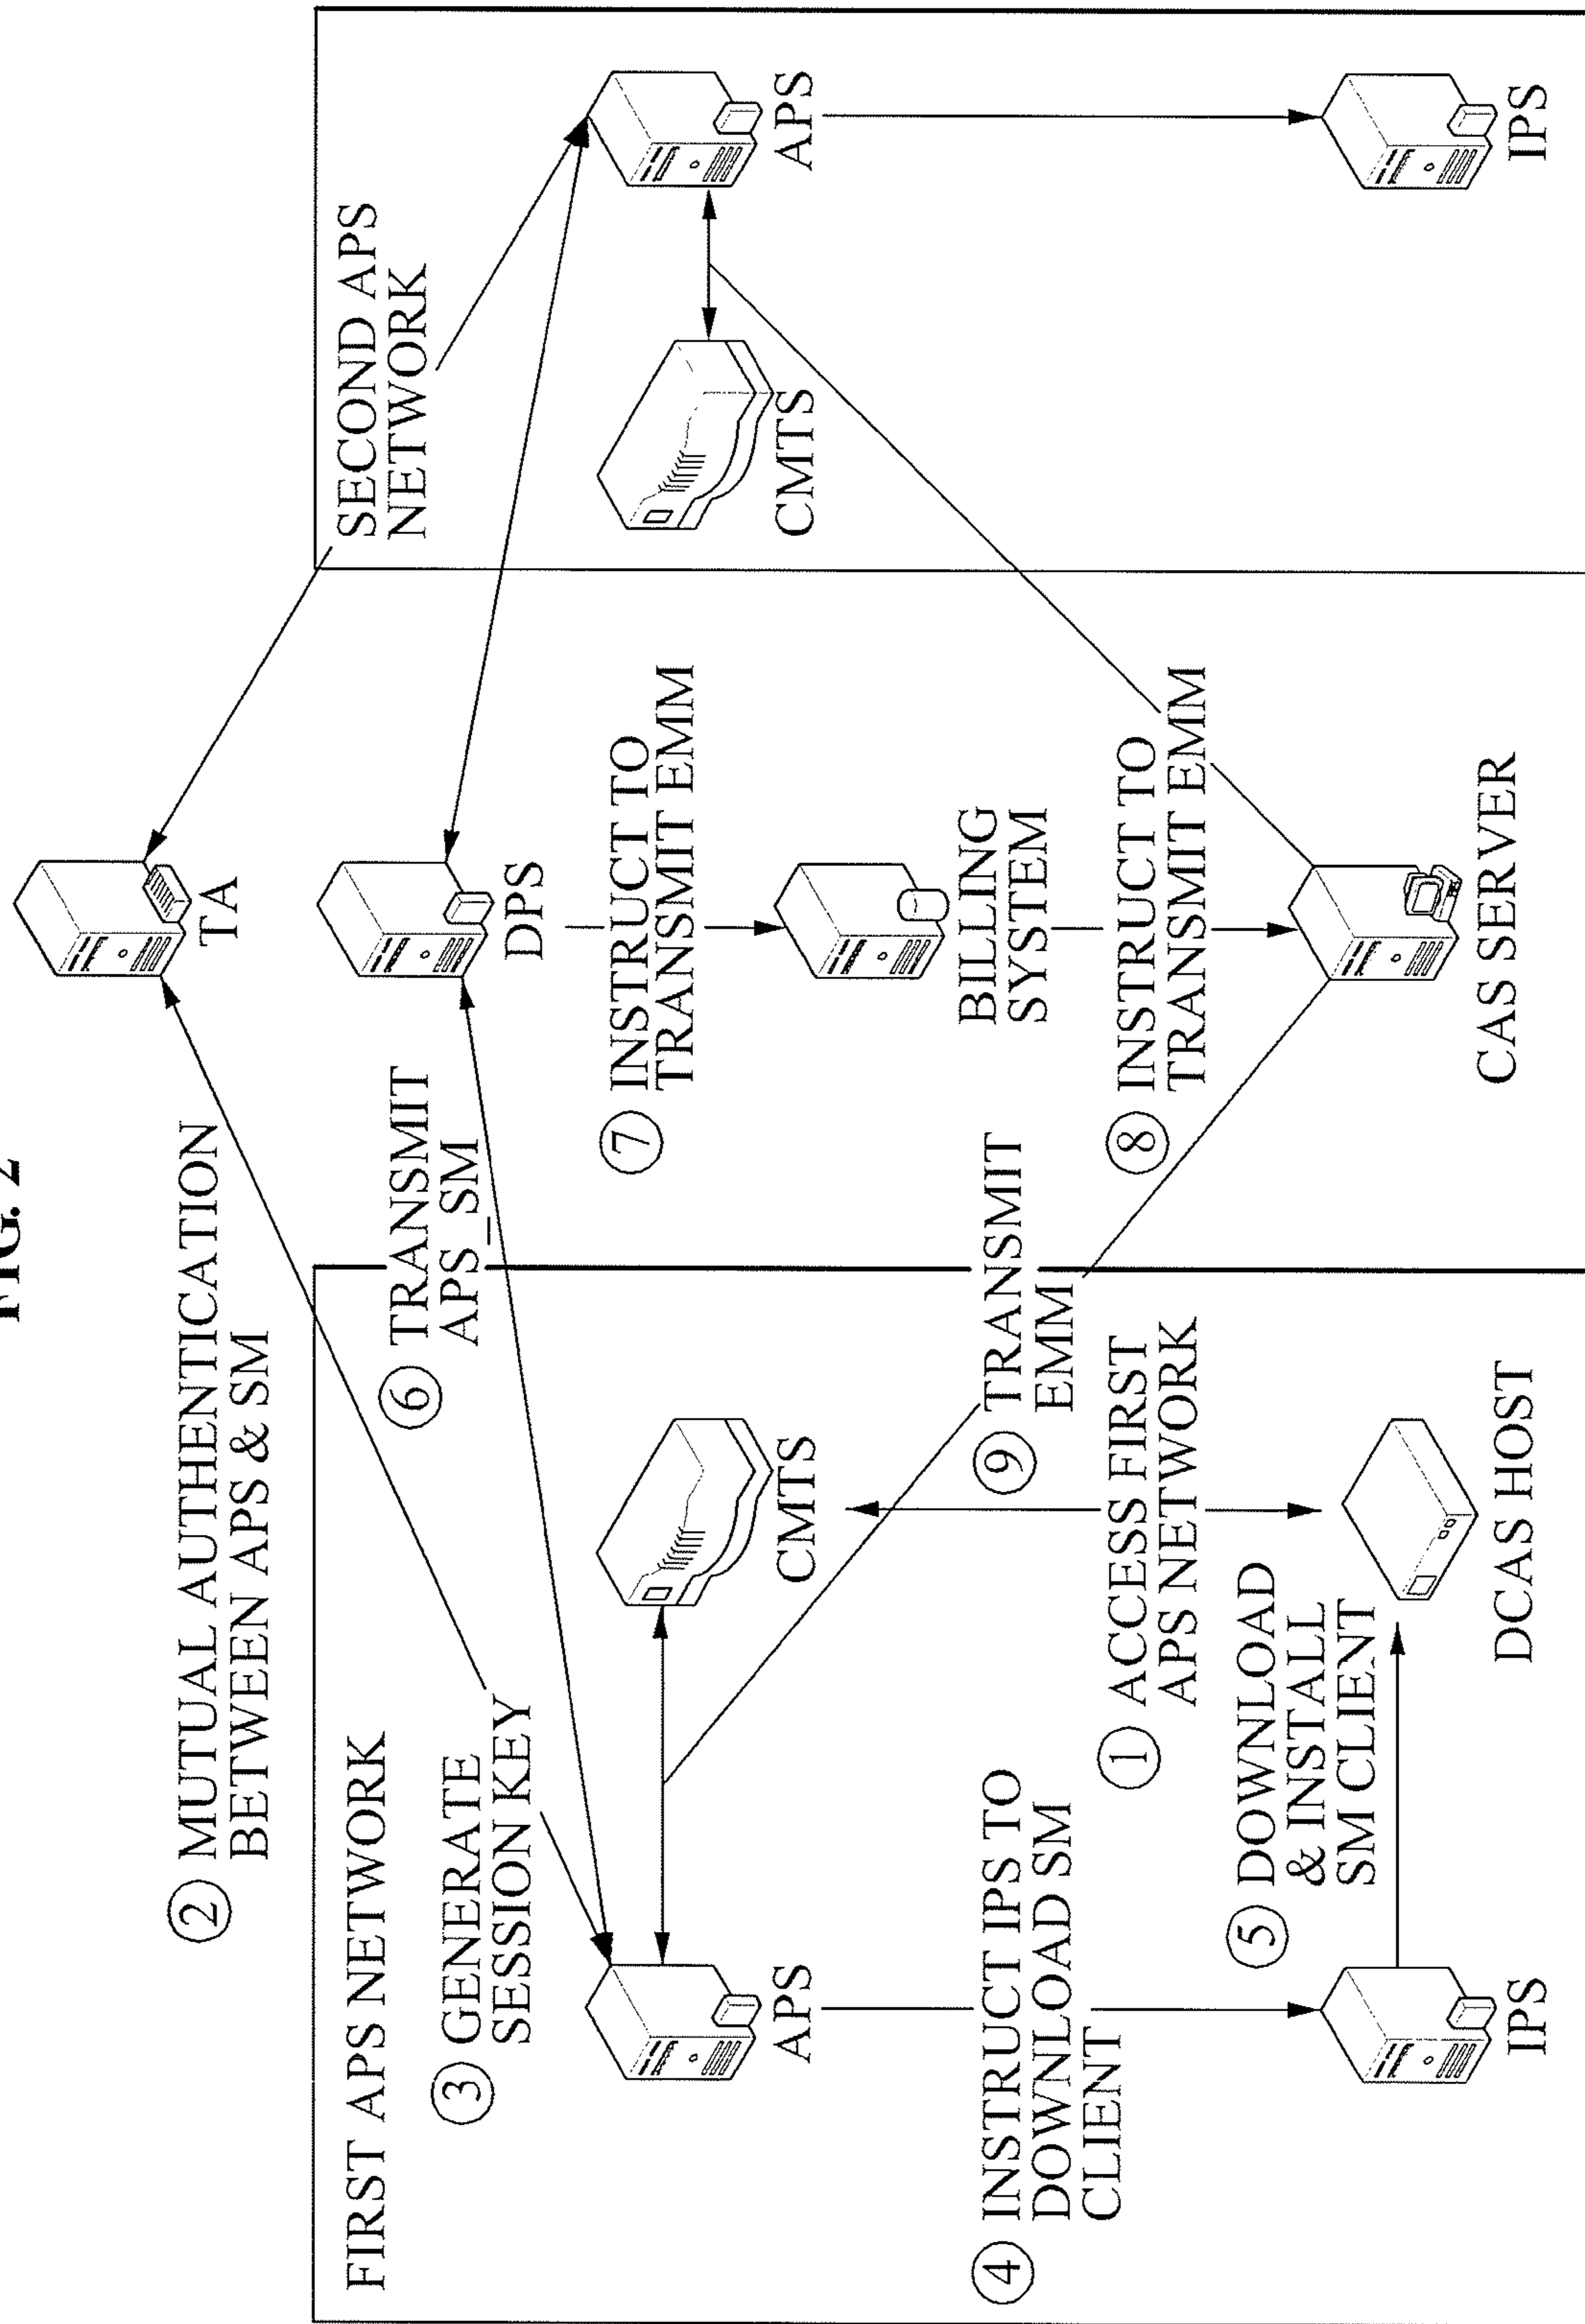 FIG. 2
② MUTUAL AUTHENTICATION
BETWEEN APS & SM
TA
FIRST APS NETWORK
③ GENERATE
SESSION KEY
⑥ TRANSMIT
APS_SM
DPS
SECOND APS
NETWORK
APS
CMTS
⑦ INSTRUCT TO
TRANSMIT EMM
CMTS
APS
④ INSTRUCT IPS TO
DOWNLOAD SM
CLIENT
⑨ TRANSMIT
EMM
BILLING
SYSTEM
① ACCESS FIRST
APS NETWORK
⑧ INSTRUCT TO
TRANSMIT EMM
⑤ DOWNLOAD
& INSTALL
SM CLIENT
IPS
DCAS HOST
CAS SERVER
IPS